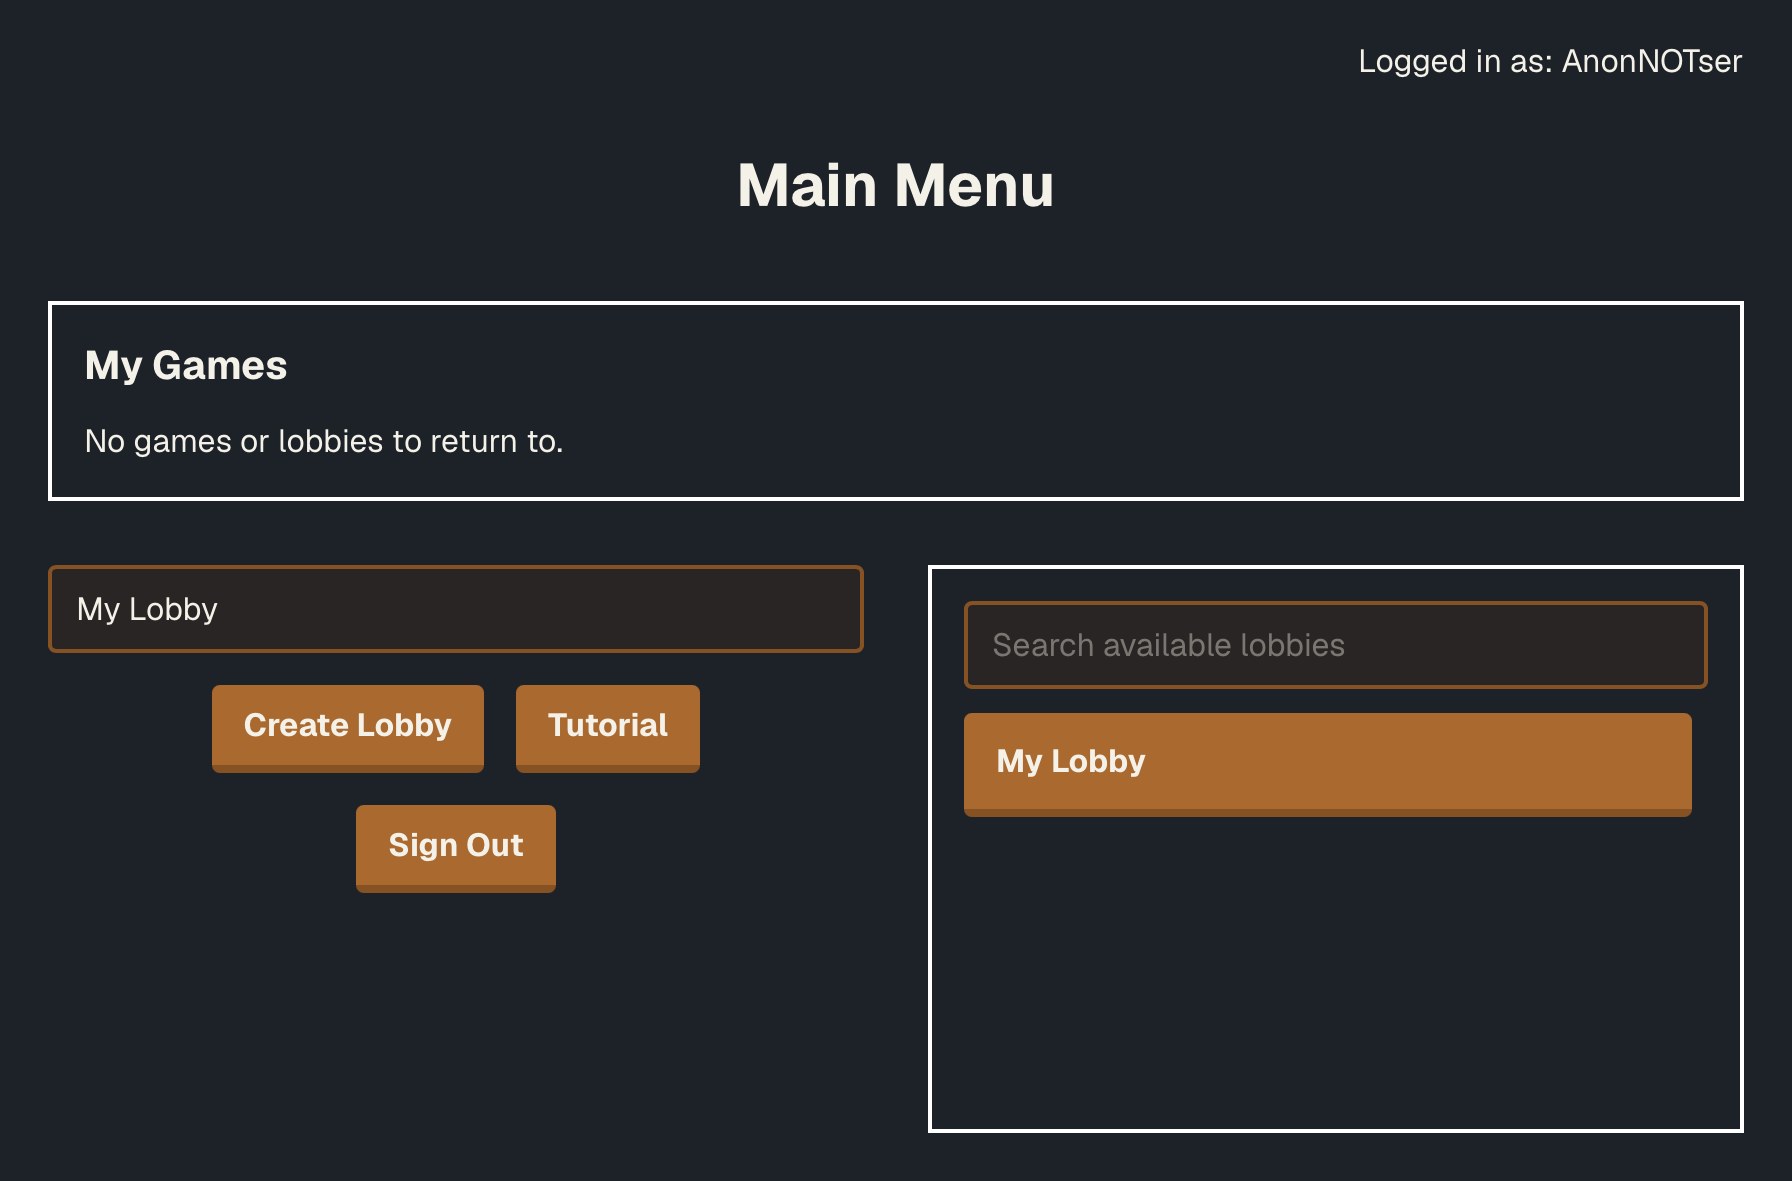 Logged in as: AnonNOTser
Main Menu
My Games
No games or lobbies to return to.
My Lobby
Create Lobby
Tutorial
Sign Out
Search available lobbies
My Lobby